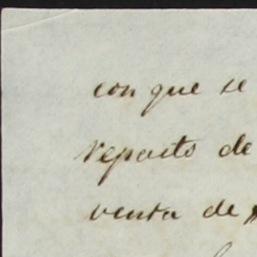 con que se
reparto de
venta de